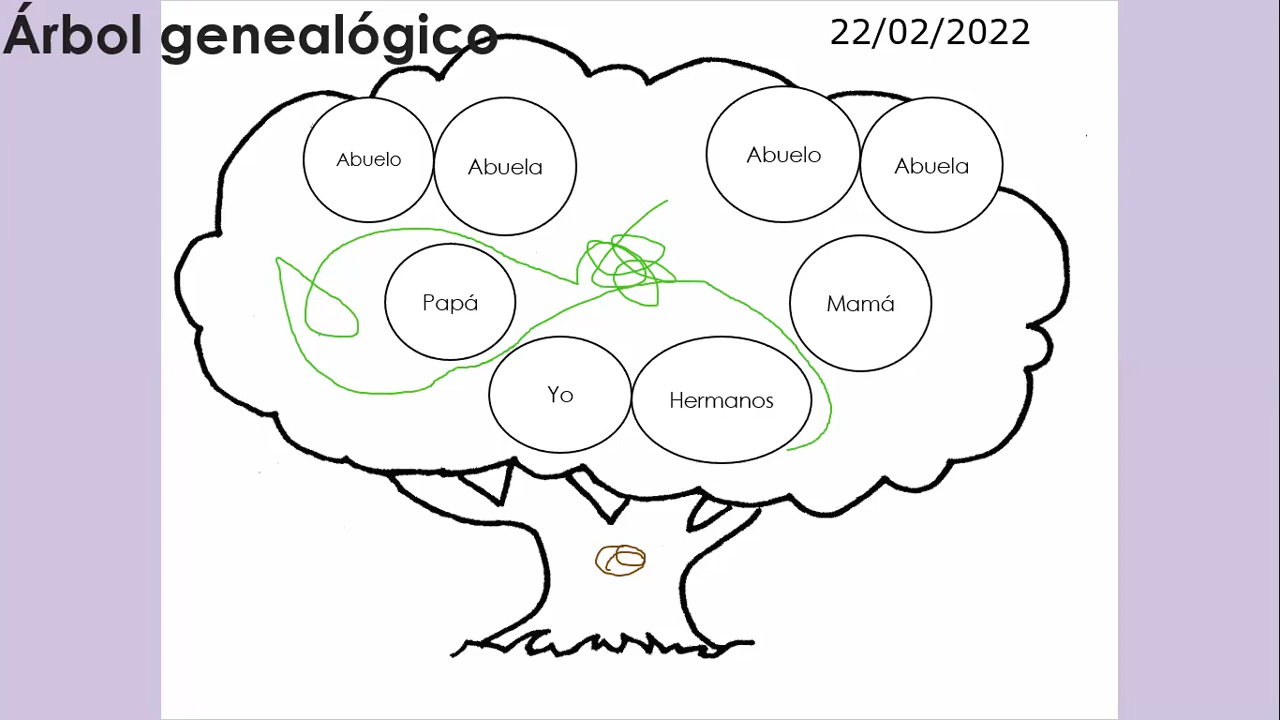 Árbol genealógico
22/02/2022
Abuelo
Abuela
Abuelo
Abuela
Papá
Mamá
Yo
Hermanos